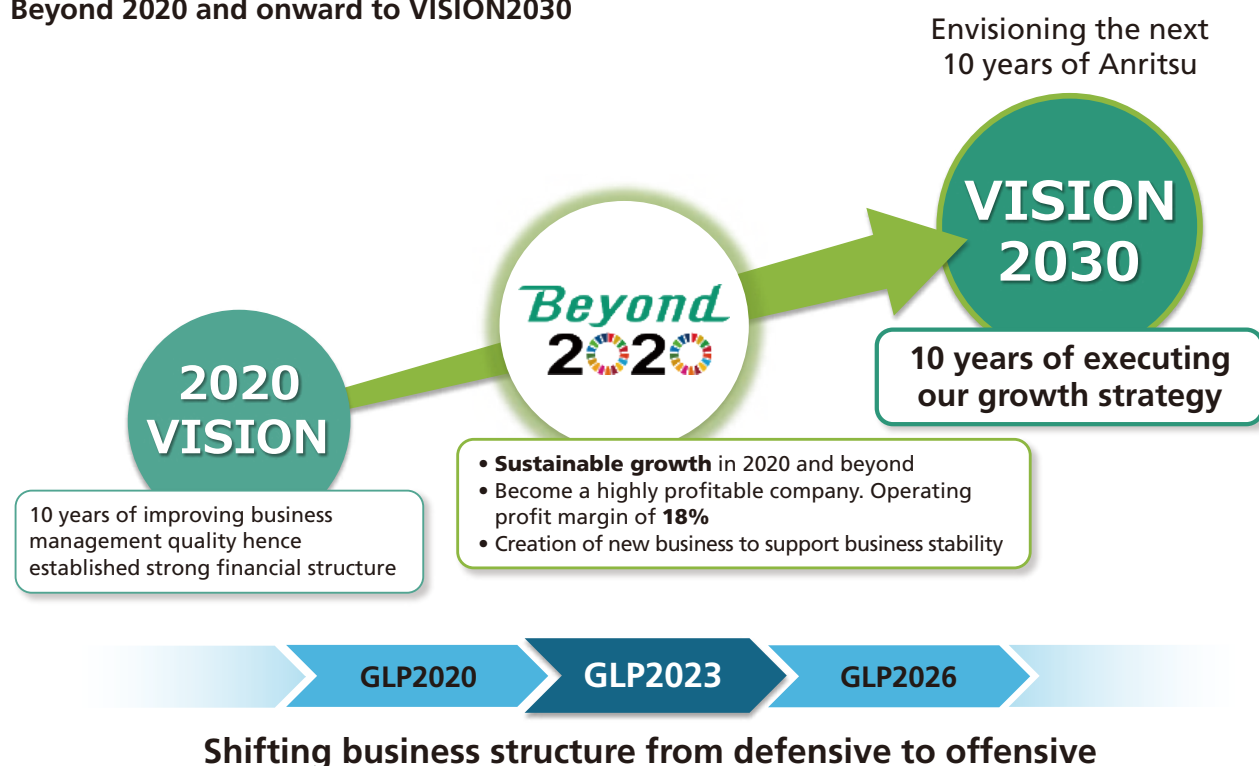 Beyond 2020 and onward to VISION2030
Envisioning the next
10 years of Anritsu
VISION
2030
10 years of executing
our growth strategy
Beyond
2020
• Sustainable growth in 2020 and beyond
• Become a highly profitable company. Operating
profit margin of 18%
• Creation of new business to support business stability
2020
VISION
10 years of improving business
management quality hence
established strong financial structure
GLP2020
GLP2023
GLP2026
Shifting business structure from defensive to offensive